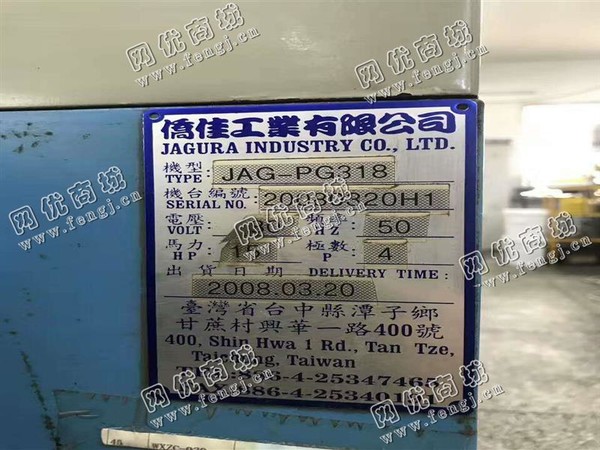 網优商城
www.fengj.cn
僑佳工業有限公司
JAGURA INDUSTRY CO., LTD.
機型 TYPE JAG-PG318
機台編號 SERIAL NO.
電壓 VOLT HZ 50
馬力 HP 極數 P 4
出貨日期 DELIVERY TIME:
2008.03.20
臺灣省台中縣潭子鄉
甘蔗村興華一路400號
400, Shin Hwa 1 Rd., Tan Tze,
Taiwan